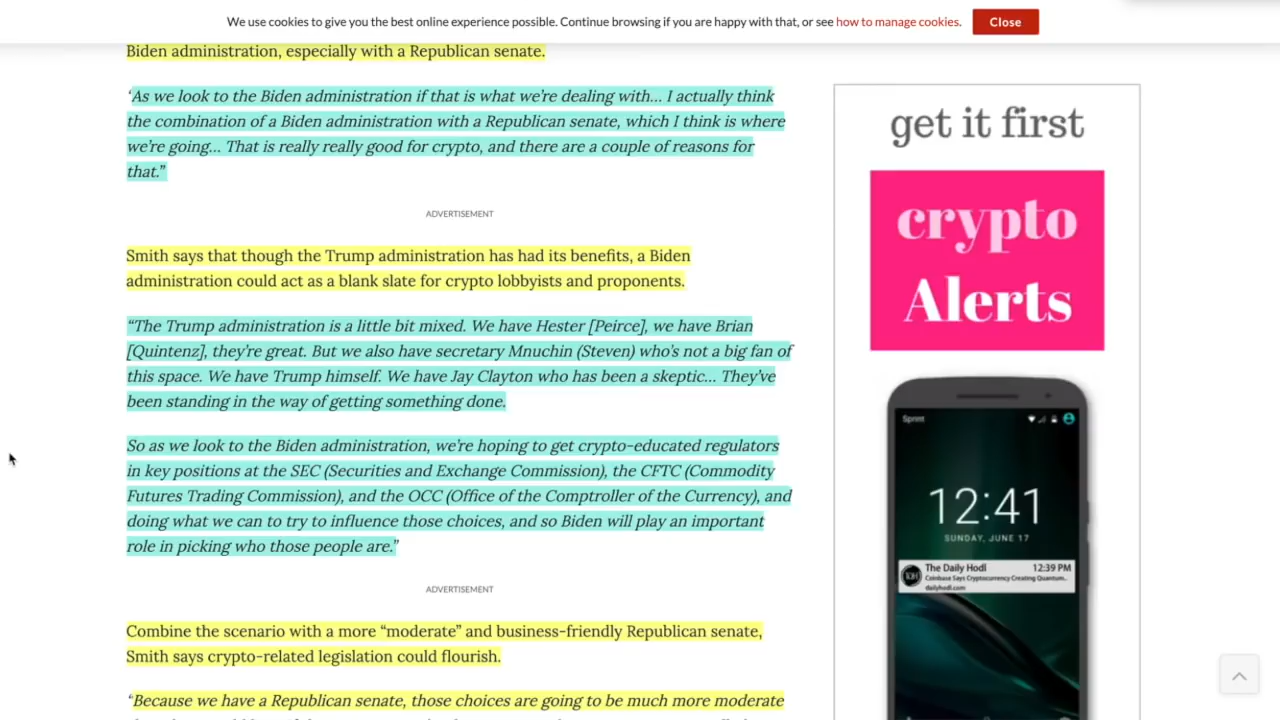 We use cookies to give you the best online experience possible. Continue browsing if you are happy with that, or see how to manage cookies.
Close
Biden administration, especially with a Republican senate.
“As we look to the Biden administration if that is what we’re dealing with… I actually think
the combination of a Biden administration with a Republican senate, which I think is where
we’re going… That is really really good for crypto, and there are a couple of reasons for
that.”
ADVERTISEMENT
Smith says that though the Trump administration has had its benefits, a Biden
administration could act as a blank slate for crypto lobbyists and proponents.
“The Trump administration is a little bit mixed. We have Hester [Peirce], we have Brian
[Quintenz], they’re great. But we also have secretary Mnuchin (Steven) who’s not a big fan of
this space. We have Trump himself. We have Jay Clayton who has been a skeptic… They’ve
been standing in the way of getting something done.
So as we look to the Biden administration, we’re hoping to get crypto-educated regulators
in key positions at the SEC (Securities and Exchange Commission), the CFTC (Commodity
Futures Trading Commission), and the OCC (Office of the Comptroller of the Currency), and
doing what we can to try to influence those choices, and so Biden will play an important
role in picking who those people are.”
ADVERTISEMENT
Combine the scenario with a more “moderate” and business-friendly Republican senate,
Smith says crypto-related legislation could flourish.
“Because we have a Republican senate, those choices are going to be much more moderate
get it first
crypto
Alerts
Sprint
12:41
SUNDAY, JUNE 17
The Daily Hodl 12:39 PM
Coinbase Says Cryptocurrency Creating Quantum..
dailyhodl.com